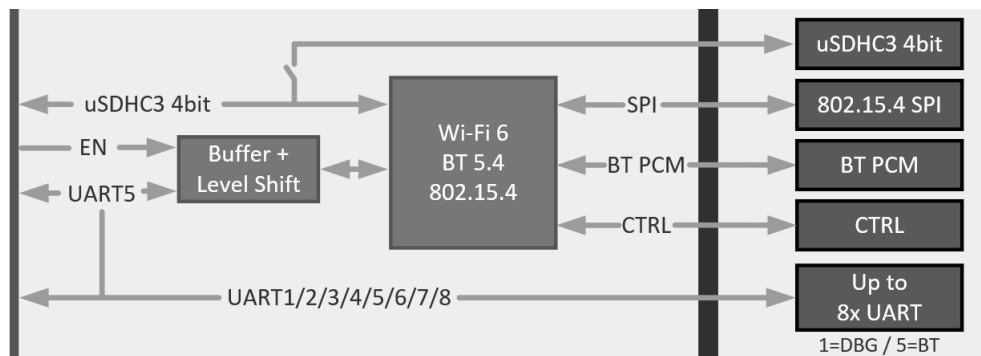 uSDHC3 4bit
uSDHC3 4bit
EN
UART5
Buffer +
Level Shift
Wi-Fi 6
BT 5.4
802.15.4
SPI
802.15.4 SPI
BT PCM
BT PCM
CTRL
CTRL
UART1/2/3/4/5/6/7/8
Up to
8x UART
1=DBG / 5=BT